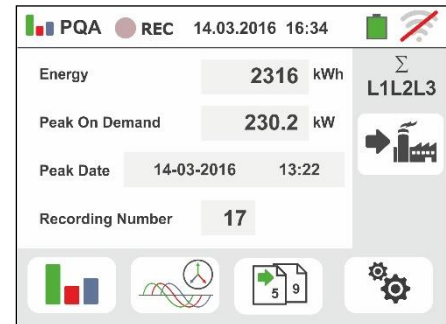 PQA REC 14.03.2016 16:34
Energy 2316 kWh
Σ
L1L2L3
Peak On Demand 230.2 kW
Peak Date 14-03-2016 13:22
Recording Number 17
5 9